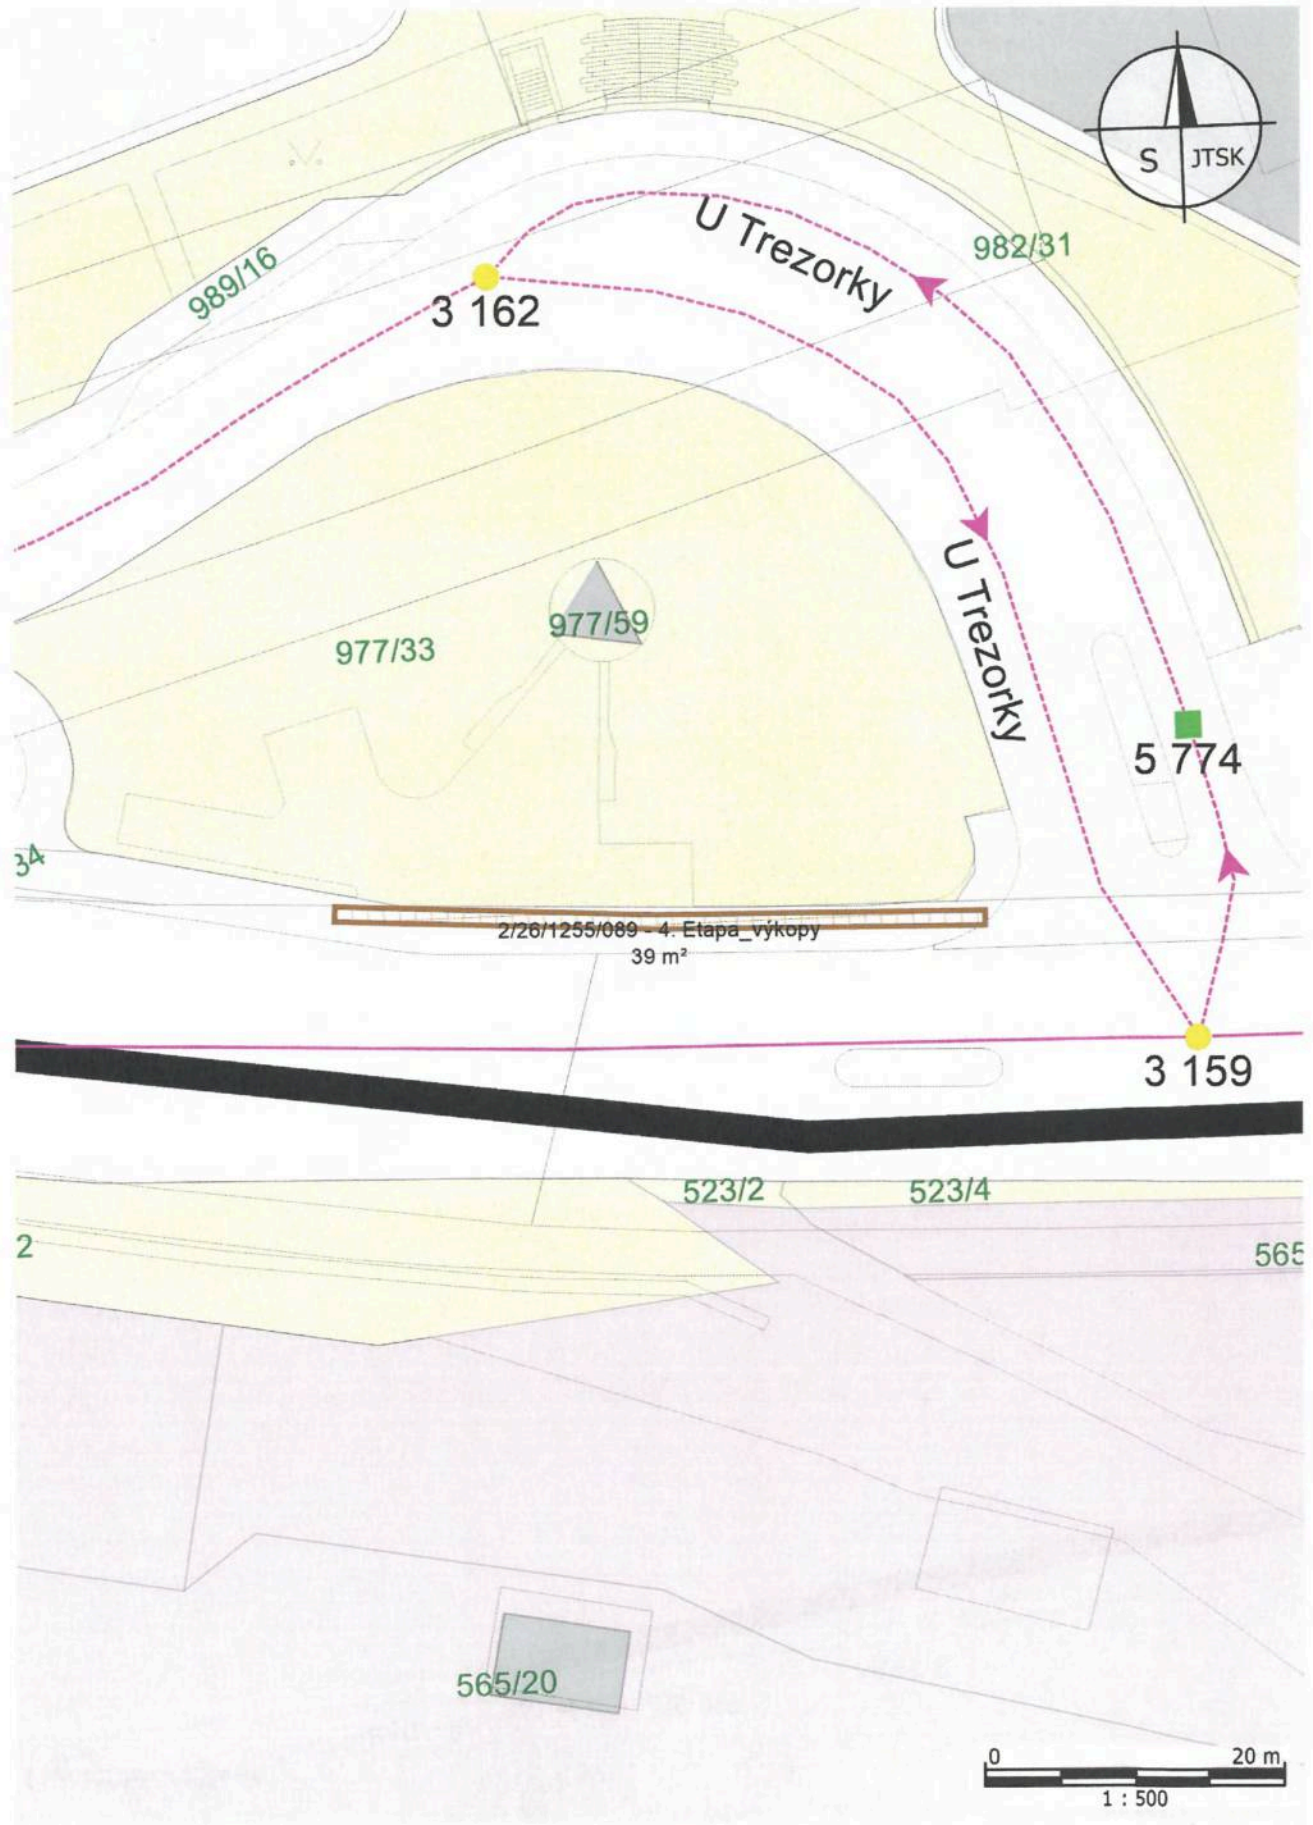 S JTSK
U Trezorky
982/31
989/16
3 162
U Trezorky
977/59
977/33
5 774
34
2/26/1255/089 - 4. Etapa_výkopy
39 m²
3 159
523/2
523/4
2
565
565/20
0 20 m
1 : 500